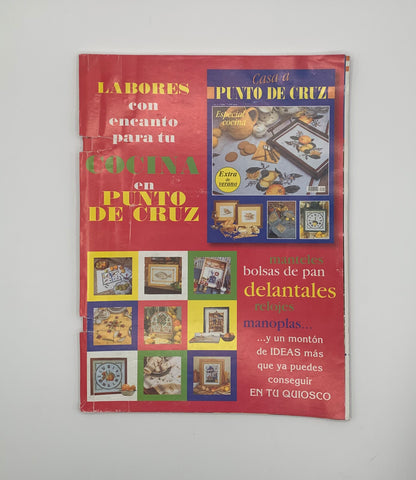 LABORES
con
encanto
para tu
COCINA
en
PUNTO
DE CRUZ
Casa a
PUNTO DE CRUZ
Especial
cocina
Extra de
VERANO
manteles
bolsas de pan
delantales
relojes
manoplas...
...y un montón
de IDEAS más
que ya puedes
conseguir
EN TU QUIOSCO